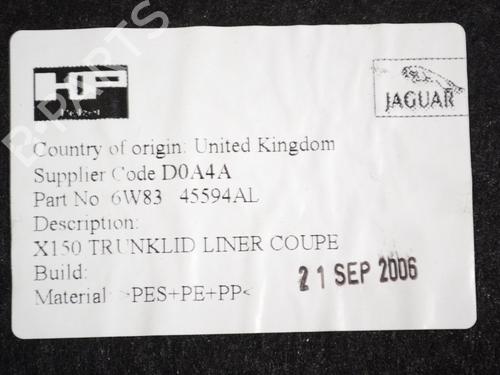 HP
JAGUAR
Country of origin: United Kingdom
Supplier Code D0A4A
Part No 6W83 45594AL
Description:
X150 TRUNKLID LINER COUPE
Build: 21 SEP 2006
Material: >PES+PE+PP<
B-PARTS